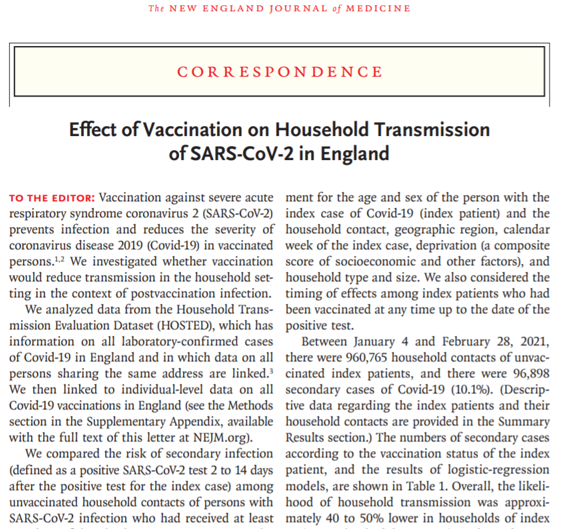 The NEW ENGLAND JOURNAL of MEDICINE
CORRESPONDENCE
Effect of Vaccination on Household Transmission
of SARS-CoV-2 in England
TO THE EDITOR: Vaccination against severe acute
respiratory syndrome coronavirus 2 (SARS-CoV-2)
prevents infection and reduces the severity of
coronavirus disease 2019 (Covid-19) in vaccinated
persons.1,2 We investigated whether vaccination
would reduce transmission in the household set-
ting in the context of postvaccination infection.
We analyzed data from the Household Trans-
mission Evaluation Dataset (HOSTED), which has
information on all laboratory-confirmed cases
of Covid-19 in England and in which data on all
persons sharing the same address are linked.3
We then linked to individual-level data on all
Covid-19 vaccinations in England (see the Methods
section in the Supplementary Appendix, available
with the full text of this letter at NEJM.org).
We compared the risk of secondary infection
(defined as a positive SARS-CoV-2 test 2 to 14 days
after the positive test for the index case) among
unvaccinated household contacts of persons with
SARS-CoV-2 infection who had received at least
ment for the age and sex of the person with the
index case of Covid-19 (index patient) and the
household contact, geographic region, calendar
week of the index case, deprivation (a composite
score of socioeconomic and other factors), and
household type and size. We also considered the
timing of effects among index patients who had
been vaccinated at any time up to the date of the
positive test.
Between January 4 and February 28, 2021,
there were 960,765 household contacts of unvac-
cinated index patients, and there were 96,898
secondary cases of Covid-19 (10.1%). (Descrip-
tive data regarding the index patients and their
household contacts are provided in the Summary
Results section.) The numbers of secondary cases
according to the vaccination status of the index
patient, and the results of logistic-regression
models, are shown in Table 1. Overall, the likeli-
hood of household transmission was approxi-
mately 40 to 50% lower in households of index